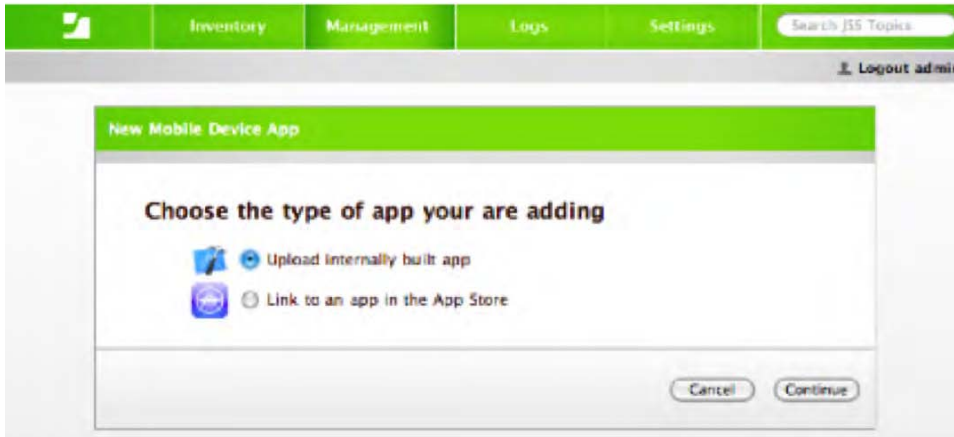 Inventory Management Logs Settings Search JSS Topics
Logout admi
New Mobile Device App
Choose the type of app your are adding
Upload internally built app
Link to an app in the App Store
Cancel Continue